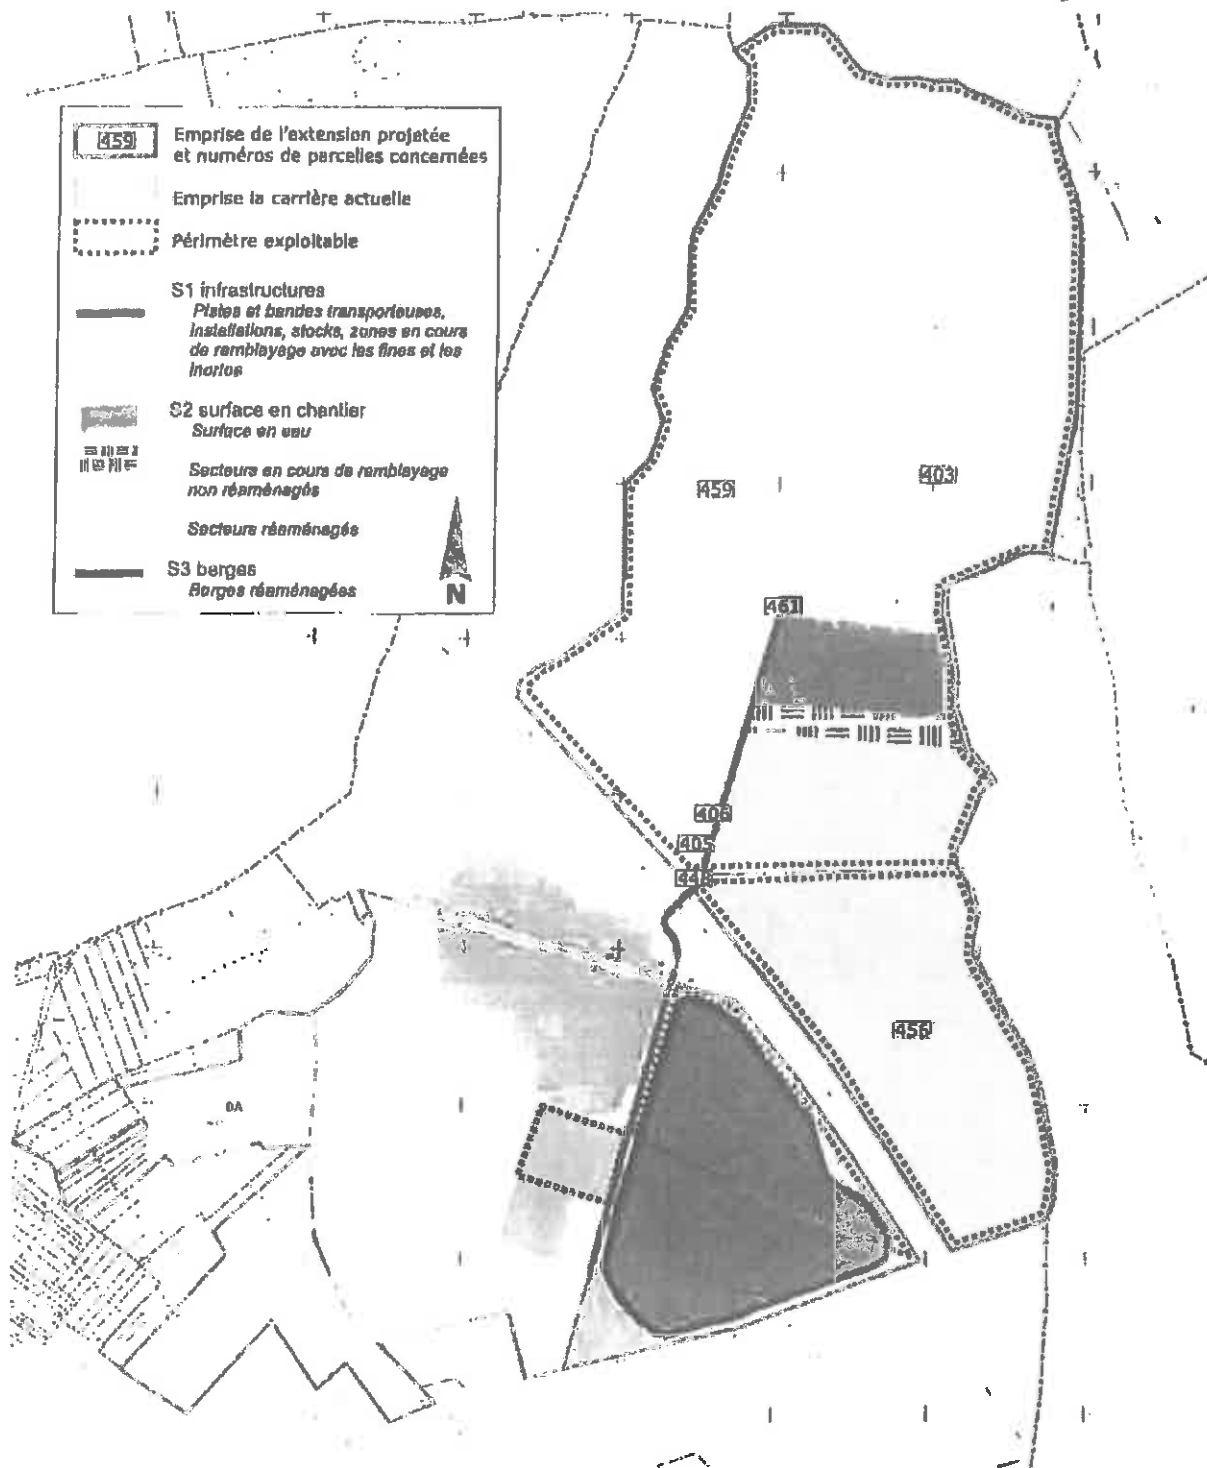 459
Emprise de l'extension projetée
et numéros de parcelles concernées
Emprise la carrière actuelle
Périmètre exploitable
S1 infrastructures
Pistes et bandes transporteuses,
installations, stocks, zones en cours
de remblayage avec les fines et les
inertes
S2 surface en chantier
Surface en eau
Secteurs en cours de remblayage
non réaménagés
Secteurs réaménagés
S3 berges
Berges réaménagées
N
459
403
461
406
405
456